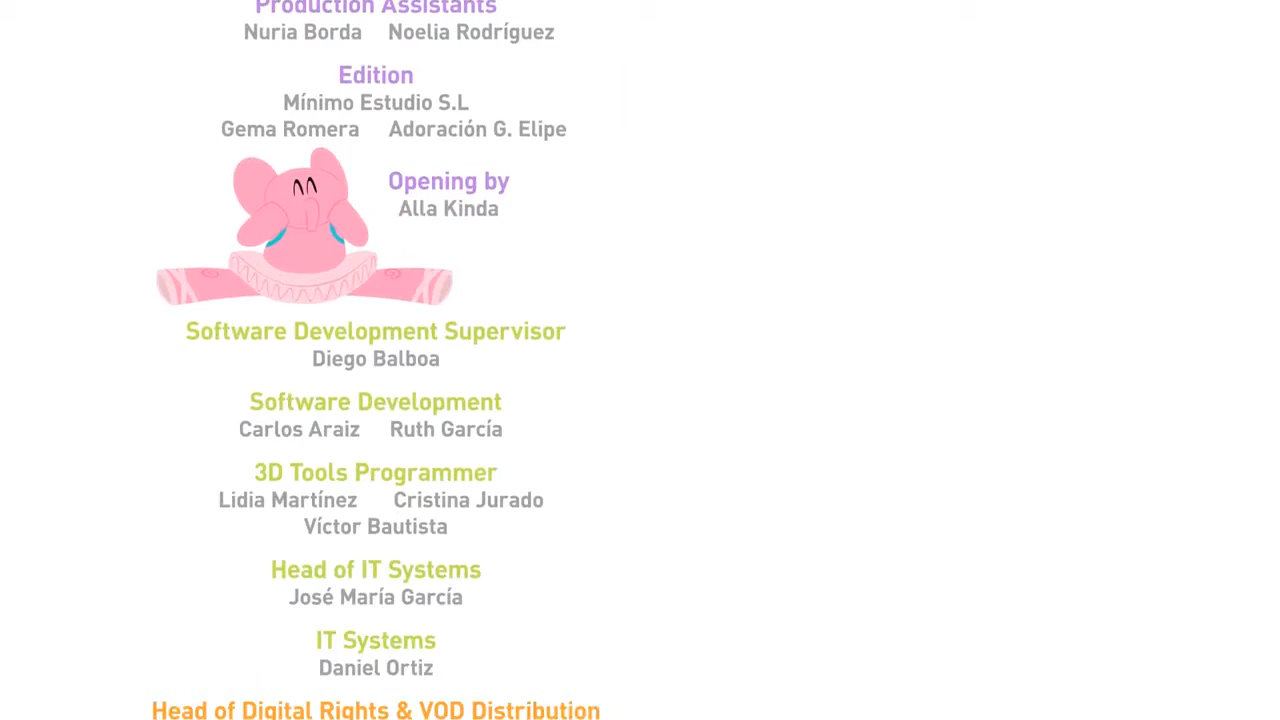 Production Assistants
Nuria Borda Noelia Rodríguez
Edition
Mínimo Estudio S.L
Gema Romera Adoración G. Elipe
Opening by
Alla Kinda
Software Development Supervisor
Diego Balboa
Software Development
Carlos Araiz Ruth García
3D Tools Programmer
Lidia Martínez Cristina Jurado
Víctor Bautista
Head of IT Systems
José María García
IT Systems
Daniel Ortiz
Head of Digital Rights & VOD Distribution